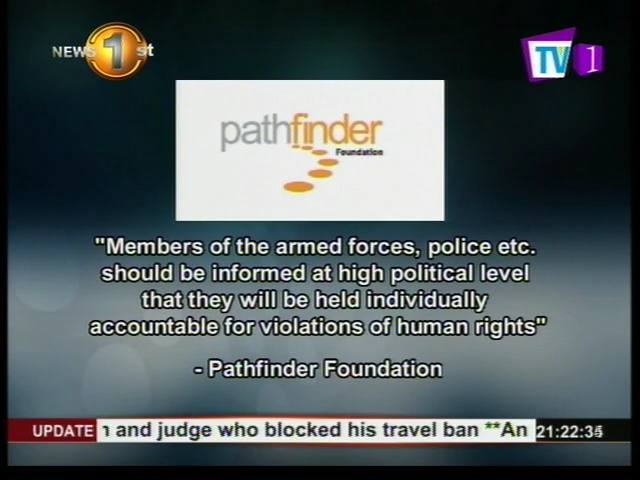 NEWS 1st
TV 1
pathfinder
Foundation
"Members of the armed forces, police etc.
should be informed at high political level
that they will be held individually
accountable for violations of human rights"
- Pathfinder Foundation
UPDATE and judge who blocked his travel ban **An 21:22:34